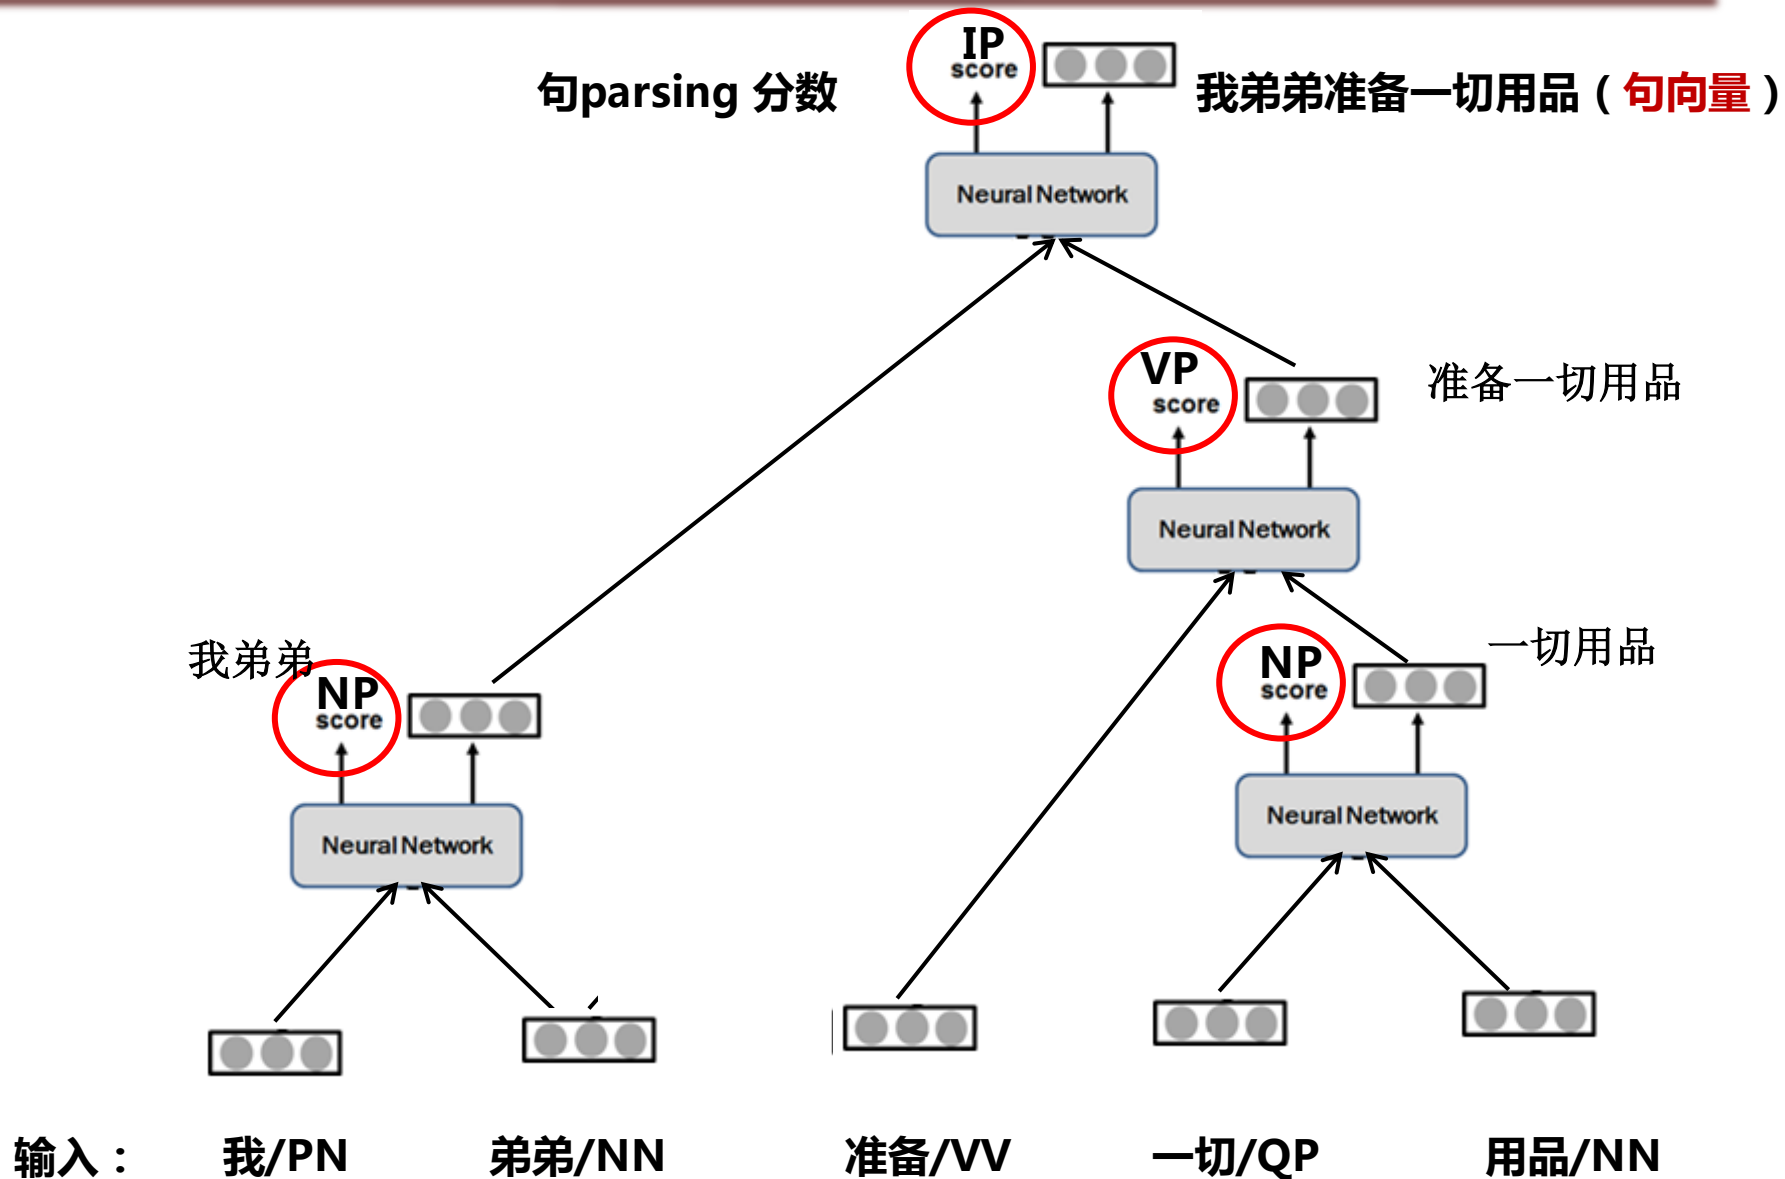 IP
score
句parsing 分数
我弟弟准备一切用品（句向量）
Neural Network
VP
score
准备一切用品
Neural Network
我弟弟
NP
score
NP
score
一切用品
Neural Network
Neural Network
输入： 我/PN 弟弟/NN 准备/VV 一切/QP 用品/NN